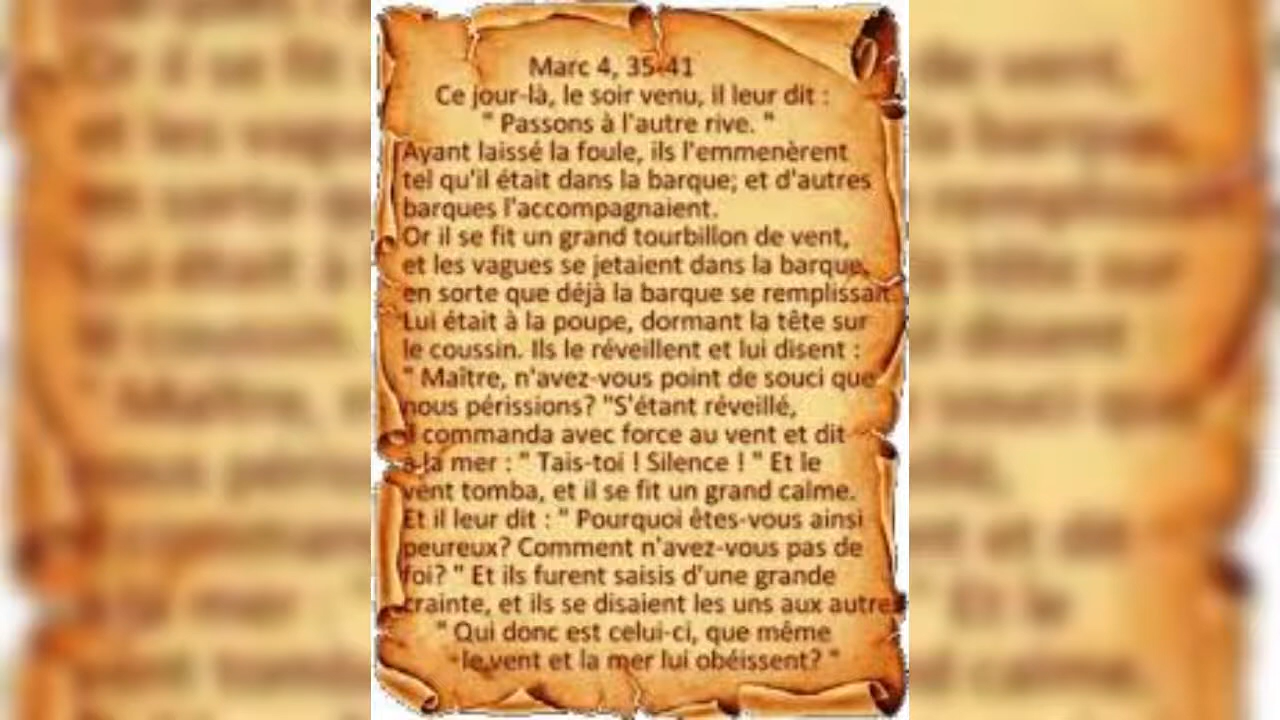 Marc 4, 35-41
Ce jour-là, le soir venu, il leur dit :
" Passons à l'autre rive. "
Ayant laissé la foule, ils l'emmenèrent
tel qu'il était dans la barque; et d'autres
barques l'accompagnaient.
Or il se fit un grand tourbillon de vent,
et les vagues se jetaient dans la barque,
en sorte que déjà la barque se remplissait.
Lui était à la poupe, dormant la tête sur
le coussin. Ils le réveillent et lui disent :
" Maître, n'avez-vous point de souci que
nous périssions? "S'étant réveillé,
il commanda avec force au vent et dit
à la mer : " Tais-toi ! Silence ! " Et le
vent tomba, et il se fit un grand calme.
Et il leur dit : " Pourquoi êtes-vous ainsi
peureux? Comment n'avez-vous pas de
foi? " Et ils furent saisis d'une grande
crainte, et ils se disaient les uns aux autres
" Qui donc est celui-ci, que même
le vent et la mer lui obéissent? "